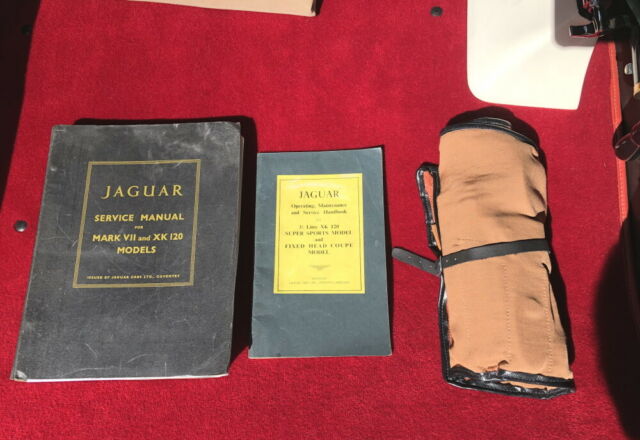 JAGUAR
SERVICE MANUAL
FOR
MARK VII and XK 120
MODELS
ISSUED BY JAGUAR CARS LTD., COVENTRY
JAGUAR
Operating, Maintenance
and Service Handbook
3½ Litre XK 120
SUPER SPORTS MODEL
and
FIXED HEAD COUPE
MODEL